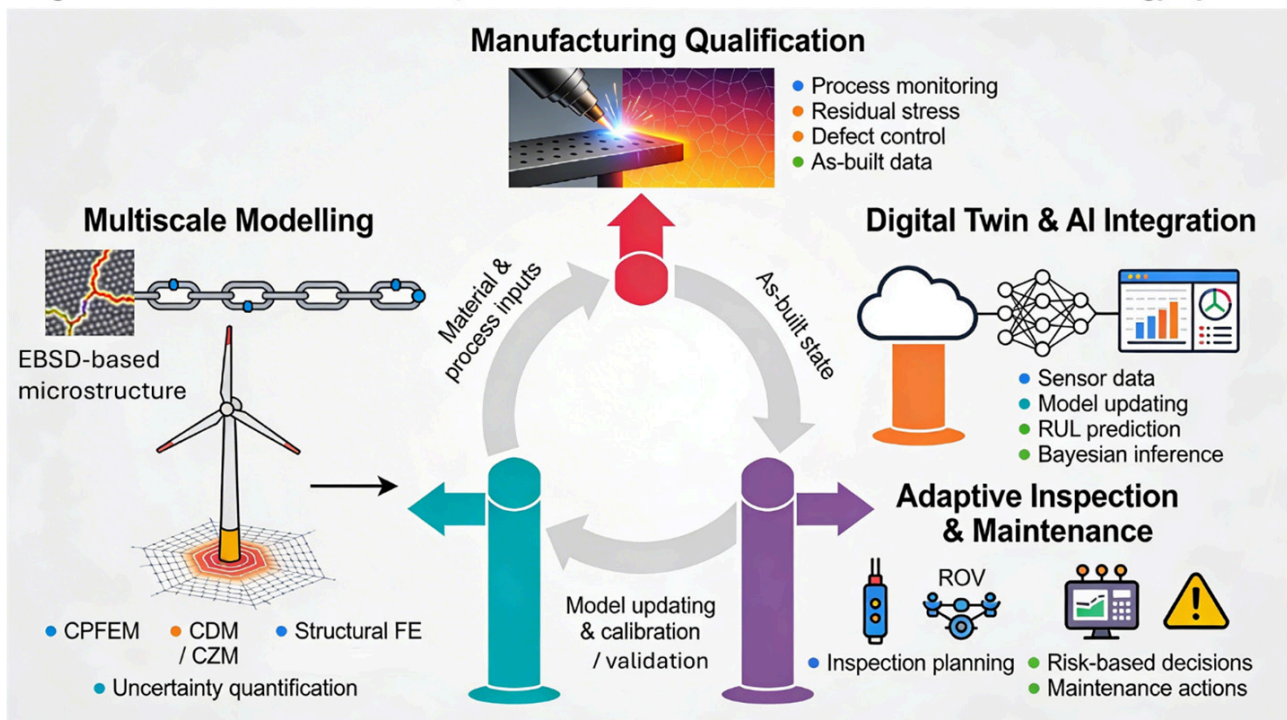 Manufacturing Qualification
Process monitoring
Residual stress
Defect control
As-built data
Multiscale Modelling
EBSD-based
microstructure
Material &
process inputs
As-built state
Digital Twin & AI Integration
Sensor data
Model updating
RUL prediction
Bayesian inference
CPFEM
CDM
/ CZM
Structural FE
Uncertainty quantification
Model updating
& calibration
/ validation
Adaptive Inspection
& Maintenance
ROV
Inspection planning
Risk-based decisions
Maintenance actions